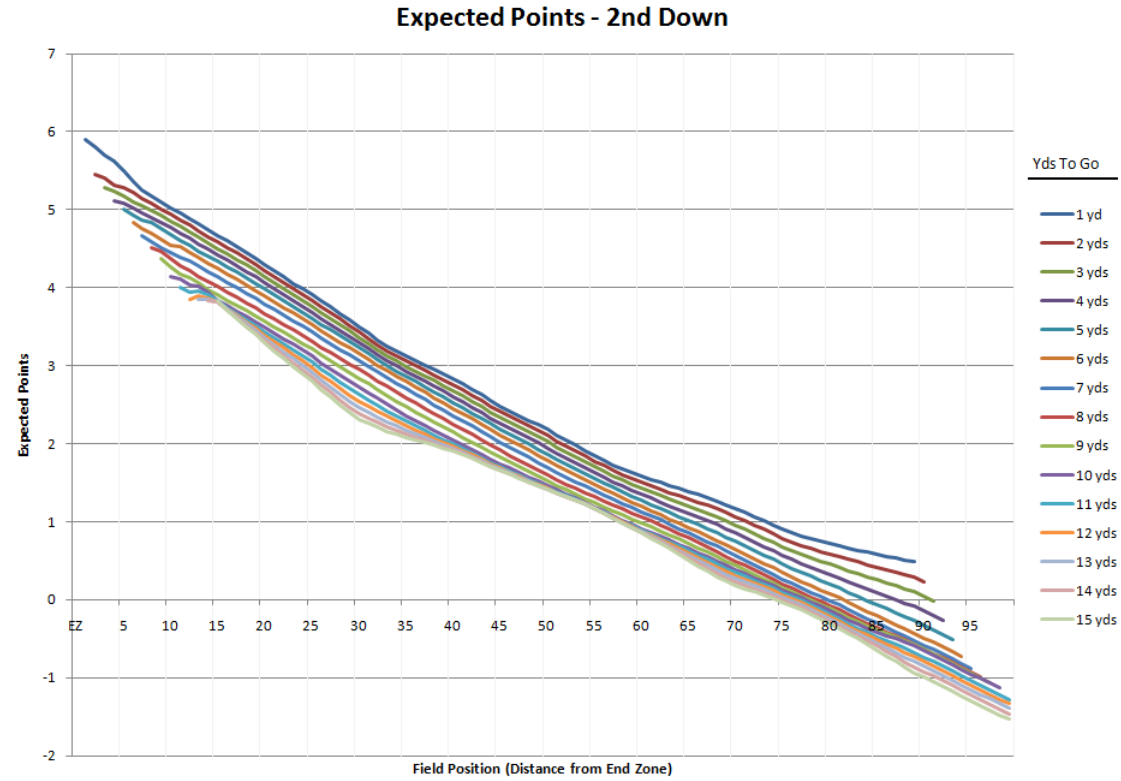 Expected Points - 2nd Down
7
6
5
4
3
2
1
0
-1
-2
Expected Points
EZ 5 10 15 20 25 30 35 40 45 50 55 60 65 70 75 80 85 90 95
Field Position (Distance from End Zone)
Yds To Go
1 yd
2 yds
3 yds
4 yds
5 yds
6 yds
7 yds
8 yds
9 yds
10 yds
11 yds
12 yds
13 yds
14 yds
15 yds